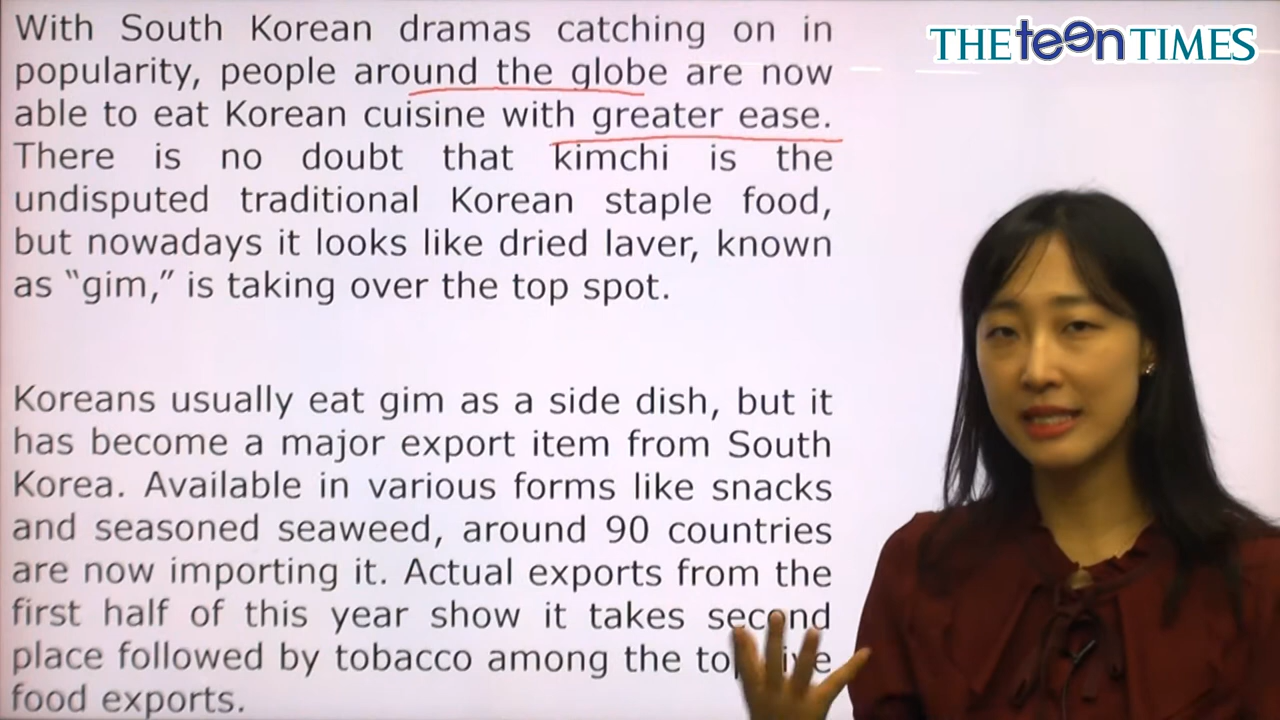 With South Korean dramas catching on in
popularity, people around the globe are now
able to eat Korean cuisine with greater ease.
There is no doubt that kimchi is the
undisputed traditional Korean staple food,
but nowadays it looks like dried laver, known
as “gim,” is taking over the top spot.
Koreans usually eat gim as a side dish, but it
has become a major export item from South
Korea. Available in various forms like snacks
and seasoned seaweed, around 90 countries
are now importing it. Actual exports from the
first half of this year show it takes second
place followed by tobacco among the top five
food exports.
THE teen TIMES